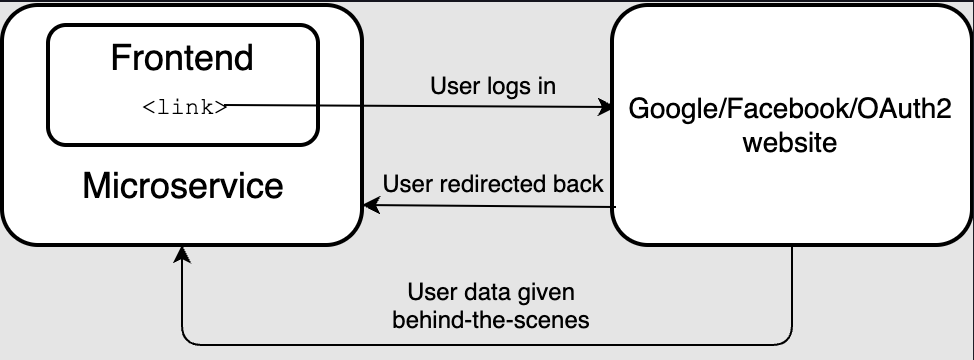 Frontend
<link>
Microservice
User logs in
User redirected back
Google/Facebook/OAuth2
website
User data given
behind-the-scenes